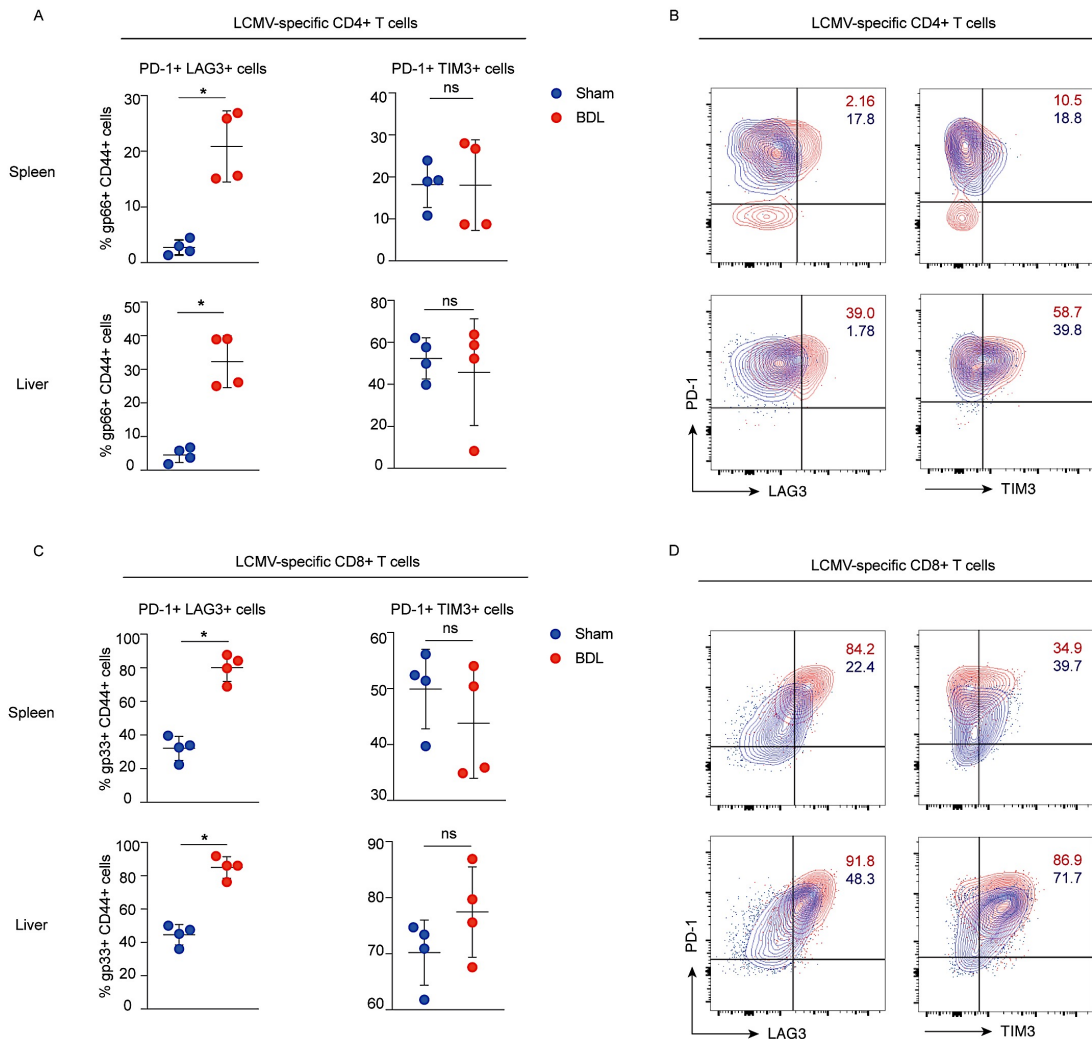 A
LCMV-specific CD4+ T cells
PD-1+ LAG3+ cells
PD-1+ TIM3+ cells
Sham
BDL
Spleen
% gp66+ CD44+ cells
30
20
10
0
*
40
30
20
10
0
ns
Liver
% gp66+ CD44+ cells
50
40
30
20
10
0
*
80
60
40
20
0
ns
B
LCMV-specific CD4+ T cells
2.16
17.8
10.5
18.8
39.0
1.78
58.7
39.8
PD-1
LAG3
TIM3
C
LCMV-specific CD8+ T cells
PD-1+ LAG3+ cells
PD-1+ TIM3+ cells
Sham
BDL
Spleen
% gp33+ CD44+ cells
100
80
60
40
20
0
*
60
50
40
30
ns
Liver
% gp33+ CD44+ cells
100
80
60
40
20
0
*
90
80
70
60
ns
D
LCMV-specific CD8+ T cells
84.2
22.4
34.9
39.7
91.8
48.3
86.9
71.7
PD-1
LAG3
TIM3